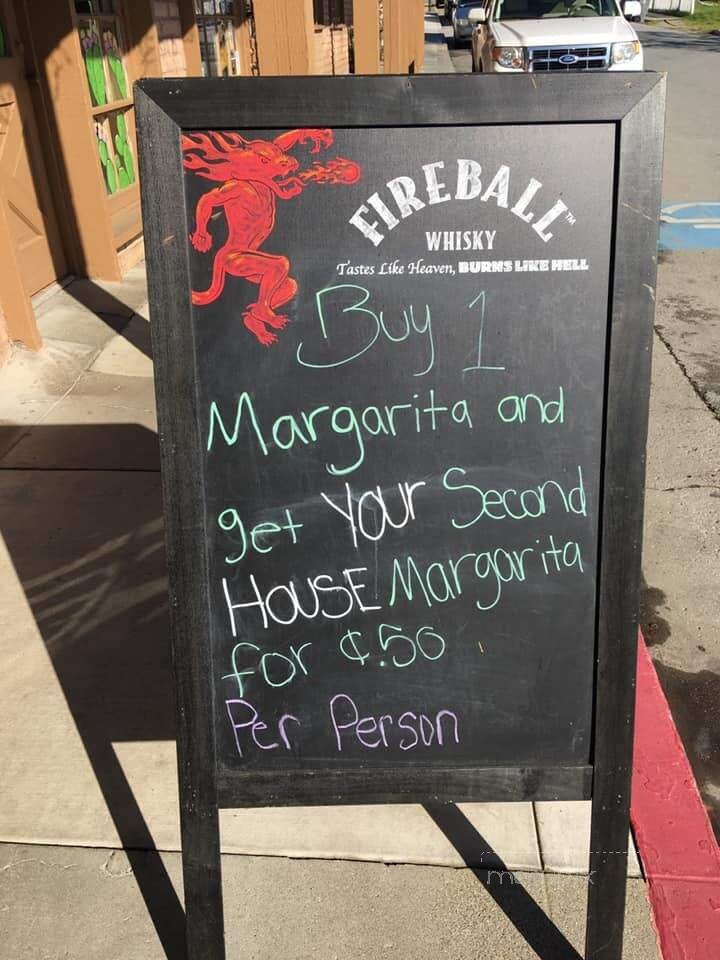 FIREBALL™
WHISKY
Tastes Like Heaven, BURNS LIKE HELL
Buy 1
Margarita and
get Your Second
HOUSE Margarita
for ¢.50
Per Person